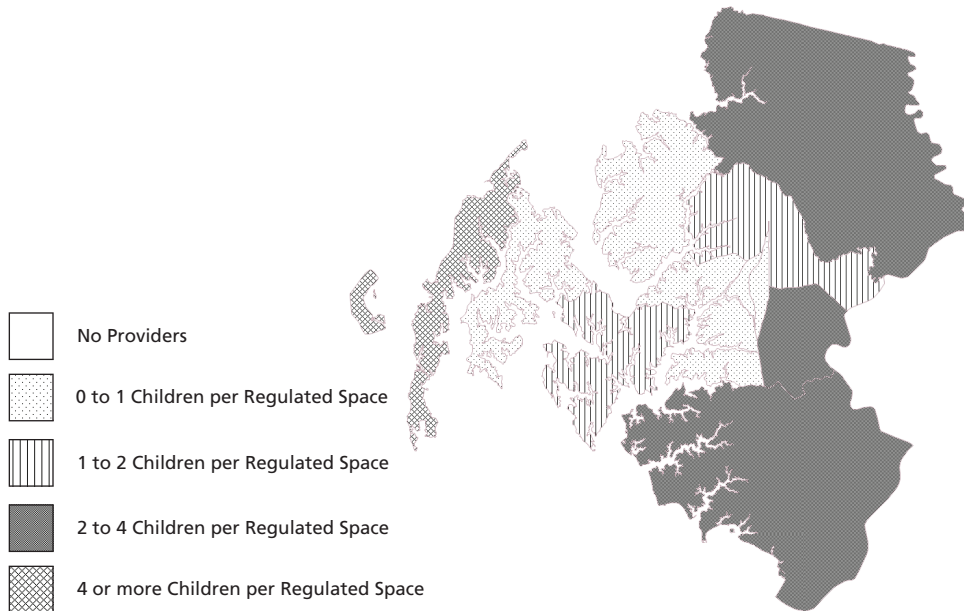 No Providers
0 to 1 Children per Regulated Space
1 to 2 Children per Regulated Space
2 to 4 Children per Regulated Space
4 or more Children per Regulated Space